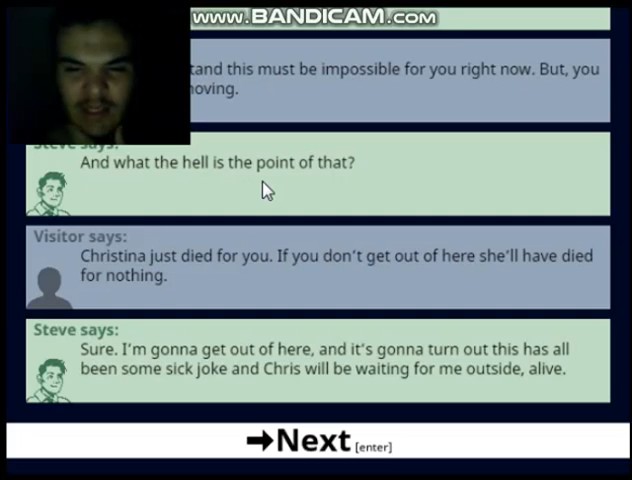 www.BANDICAM.com
tand this must be impossible for you right now. But, you
noving.
Steve says:
And what the hell is the point of that?
Visitor says:
Christina just died for you. If you don't get out of here she'll have died
for nothing.
Steve says:
Sure. I'm gonna get out of here, and it's gonna turn out this has all
been some sick joke and Chris will be waiting for me outside, alive.
➡Next [enter]